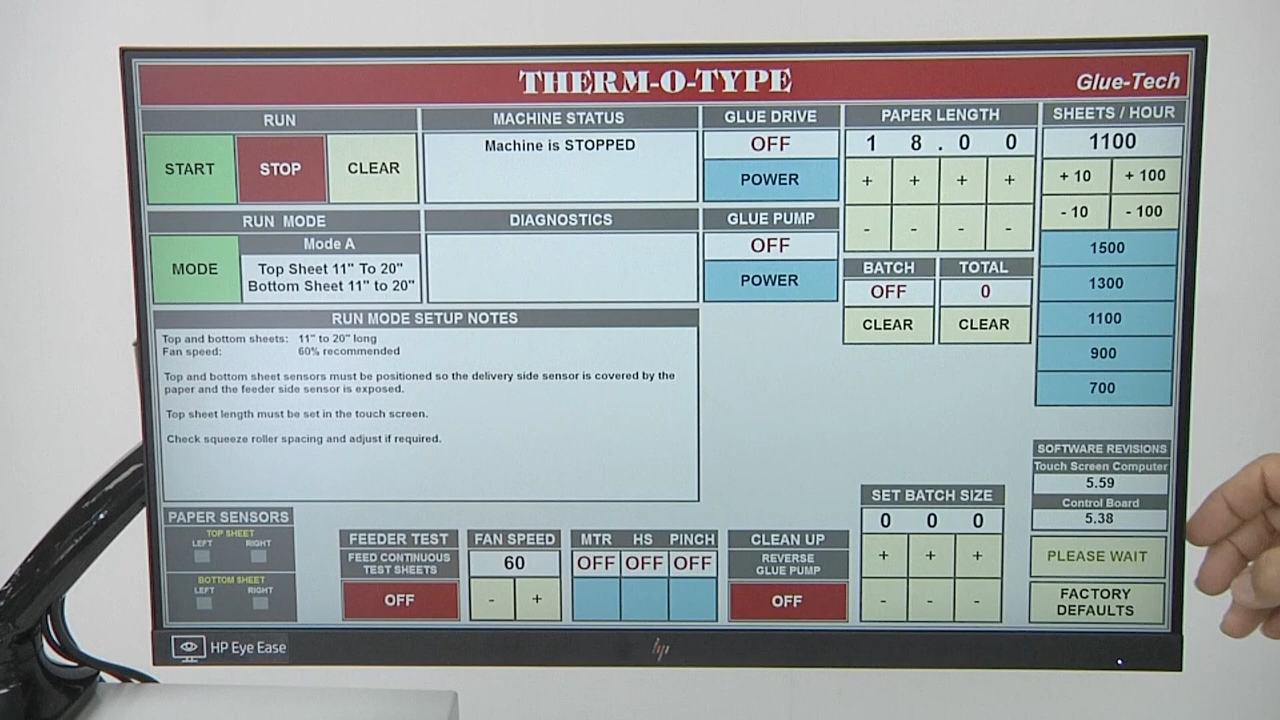 THERM-O-TYPE
Glue-Tech
RUN
START
STOP
CLEAR
MACHINE STATUS
Machine is STOPPED
GLUE DRIVE
OFF
POWER
PAPER LENGTH
1 8 . 0 0
+ + + +
- - - -
SHEETS / HOUR
1100
+ 10
+ 100
- 10
- 100
1500
1300
1100
900
700
RUN MODE
MODE
Mode A
Top Sheet 11" To 20"
Bottom Sheet 11" to 20"
DIAGNOSTICS
GLUE PUMP
OFF
POWER
BATCH
OFF
CLEAR
TOTAL
0
CLEAR
RUN MODE SETUP NOTES
Top and bottom sheets: 11" to 20" long
Fan speed: 60% recommended
Top and bottom sheet sensors must be positioned so the delivery side sensor is covered by the
paper and the feeder side sensor is exposed.
Top sheet length must be set in the touch screen.
Check squeeze roller spacing and adjust if required.
PAPER SENSORS
TOP SHEET
LEFT RIGHT
BOTTOM SHEET
LEFT RIGHT
FEEDER TEST
FEED CONTINUOUS
TEST SHEETS
OFF
FAN SPEED
60
- +
MTR HS PINCH
OFF OFF OFF
CLEAN UP
REVERSE
GLUE PUMP
OFF
SET BATCH SIZE
0 0 0
+ + +
- - -
SOFTWARE REVISIONS
Touch Screen Computer
5.59
Control Board
5.38
PLEASE WAIT
FACTORY
DEFAULTS
HP Eye Ease
hp